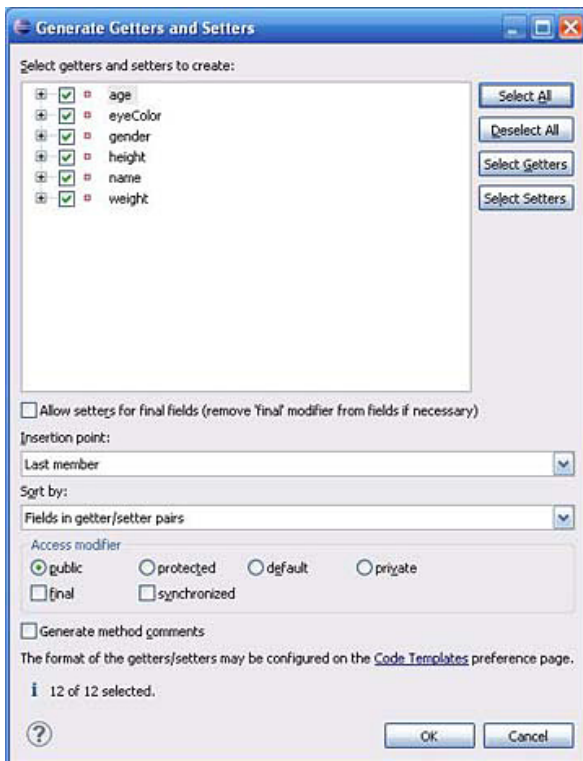 Generate Getters and Setters
Select getters and setters to create:
age
eyeColor
gender
height
name
weight
Select All
Deselect All
Select Getters
Select Setters
Allow setters for final fields (remove 'final' modifier from fields if necessary)
Insertion point:
Last member
Sort by:
Fields in getter/setter pairs
Access modifier
public protected default private
final synchronized
Generate method comments
The format of the getters/setters may be configured on the Code Templates preference page.
i 12 of 12 selected.
? OK Cancel